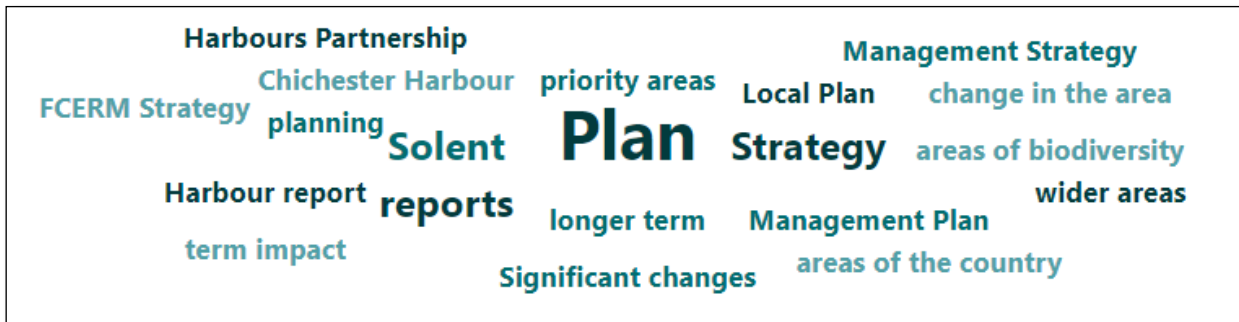 Harbours Partnership
Management Strategy
Chichester Harbour
priority areas
Local Plan
change in the area
FCERM Strategy
planning
Solent
Plan
Strategy
areas of biodiversity
Harbour report
reports
wider areas
longer term
Management Plan
term impact
Significant changes
areas of the country